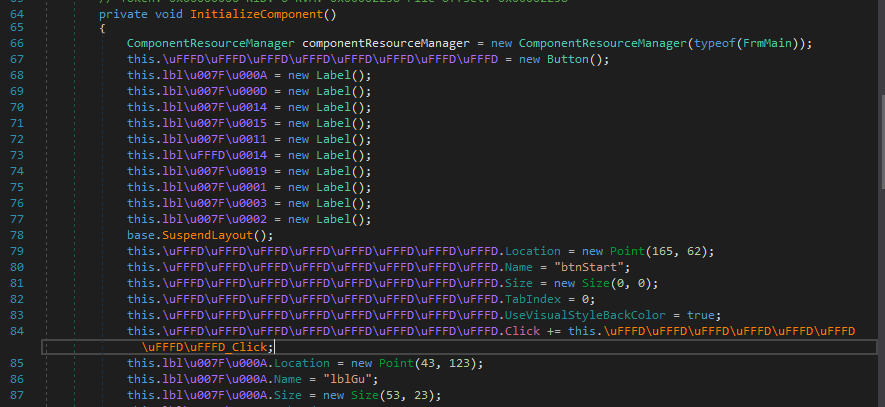 64 private void InitializeComponent()
65 {
66 ComponentResourceManager componentResourceManager = new ComponentResourceManager(typeof(FrmMain));
67 this.\uFFFD\uFFFD\uFFFD\uFFFD\uFFFD\uFFFD\uFFFD\uFFFD = new Button();
68 this.lbl\u007F\u000A = new Label();
69 this.lbl\u007F\u000D = new Label();
70 this.lbl\u007F\u0014 = new Label();
71 this.lbl\u007F\u0015 = new Label();
72 this.lbl\u007F\u0011 = new Label();
73 this.lbl\uFFFD\u0014 = new Label();
74 this.lbl\u007F\u0019 = new Label();
75 this.lbl\u007F\u0001 = new Label();
76 this.lbl\u007F\u0003 = new Label();
77 this.lbl\u007F\u0002 = new Label();
78 base.SuspendLayout();
79 this.\uFFFD\uFFFD\uFFFD\uFFFD\uFFFD\uFFFD\uFFFD\uFFFD.Location = new Point(165, 62);
80 this.\uFFFD\uFFFD\uFFFD\uFFFD\uFFFD\uFFFD\uFFFD\uFFFD.Name = "btnStart";
81 this.\uFFFD\uFFFD\uFFFD\uFFFD\uFFFD\uFFFD\uFFFD\uFFFD.Size = new Size(0, 0);
82 this.\uFFFD\uFFFD\uFFFD\uFFFD\uFFFD\uFFFD\uFFFD\uFFFD.TabIndex = 0;
83 this.\uFFFD\uFFFD\uFFFD\uFFFD\uFFFD\uFFFD\uFFFD\uFFFD.UseVisualStyleBackColor = true;
84 this.\uFFFD\uFFFD\uFFFD\uFFFD\uFFFD\uFFFD\uFFFD\uFFFD.Click += this.\uFFFD\uFFFD\uFFFD\uFFFD\uFFFD\uFFFD
\uFFFD\uFFFD_Click;
85 this.lbl\u007F\u000A.Location = new Point(43, 123);
86 this.lbl\u007F\u000A.Name = "lblGu";
87 this.lbl\u007F\u000A.Size = new Size(53, 23);